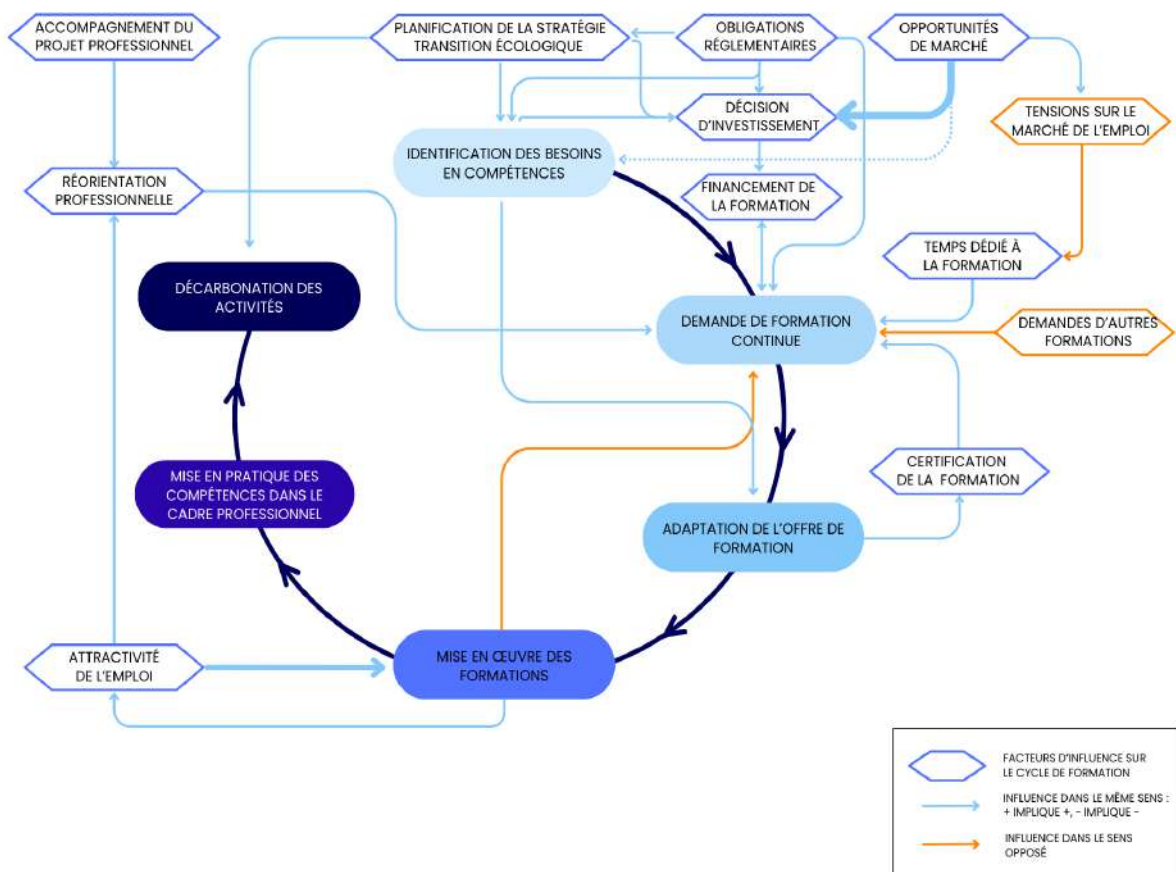 ACCOMPAGNEMENT DU
PROJET PROFESSIONNEL
PLANIFICATION DE LA STRATÉGIE
TRANSITION ÉCOLOGIQUE
OBLIGATIONS
RÉGLEMENTAIRES
OPPORTUNITÉS
DE MARCHÉ
DÉCISION
D'INVESTISSEMENT
TENSIONS SUR LE
MARCHÉ DE L'EMPLOI
IDENTIFICATION DES BESOINS
EN COMPÉTENCES
RÉORIENTATION
PROFESSIONNELLE
FINANCEMENT DE
LA FORMATION
TEMPS DÉDIÉ À
LA FORMATION
DÉCARBONATION DES
ACTIVITÉS
DEMANDE DE FORMATION
CONTINUE
DEMANDES D'AUTRES
FORMATIONS
MISE EN PRATIQUE DES
COMPÉTENCES DANS LE
CADRE PROFESSIONNEL
CERTIFICATION
DE LA FORMATION
ADAPTATION DE L'OFFRE DE
FORMATION
ATTRACTIVITÉ
DE L'EMPLOI
MISE EN ŒUVRE DES
FORMATIONS
FACTEURS D'INFLUENCE SUR
LE CYCLE DE FORMATION
INFLUENCE DANS LE MÊME SENS :
+ IMPLIQUE +, - IMPLIQUE -
INFLUENCE DANS LE SENS
OPPOSÉ